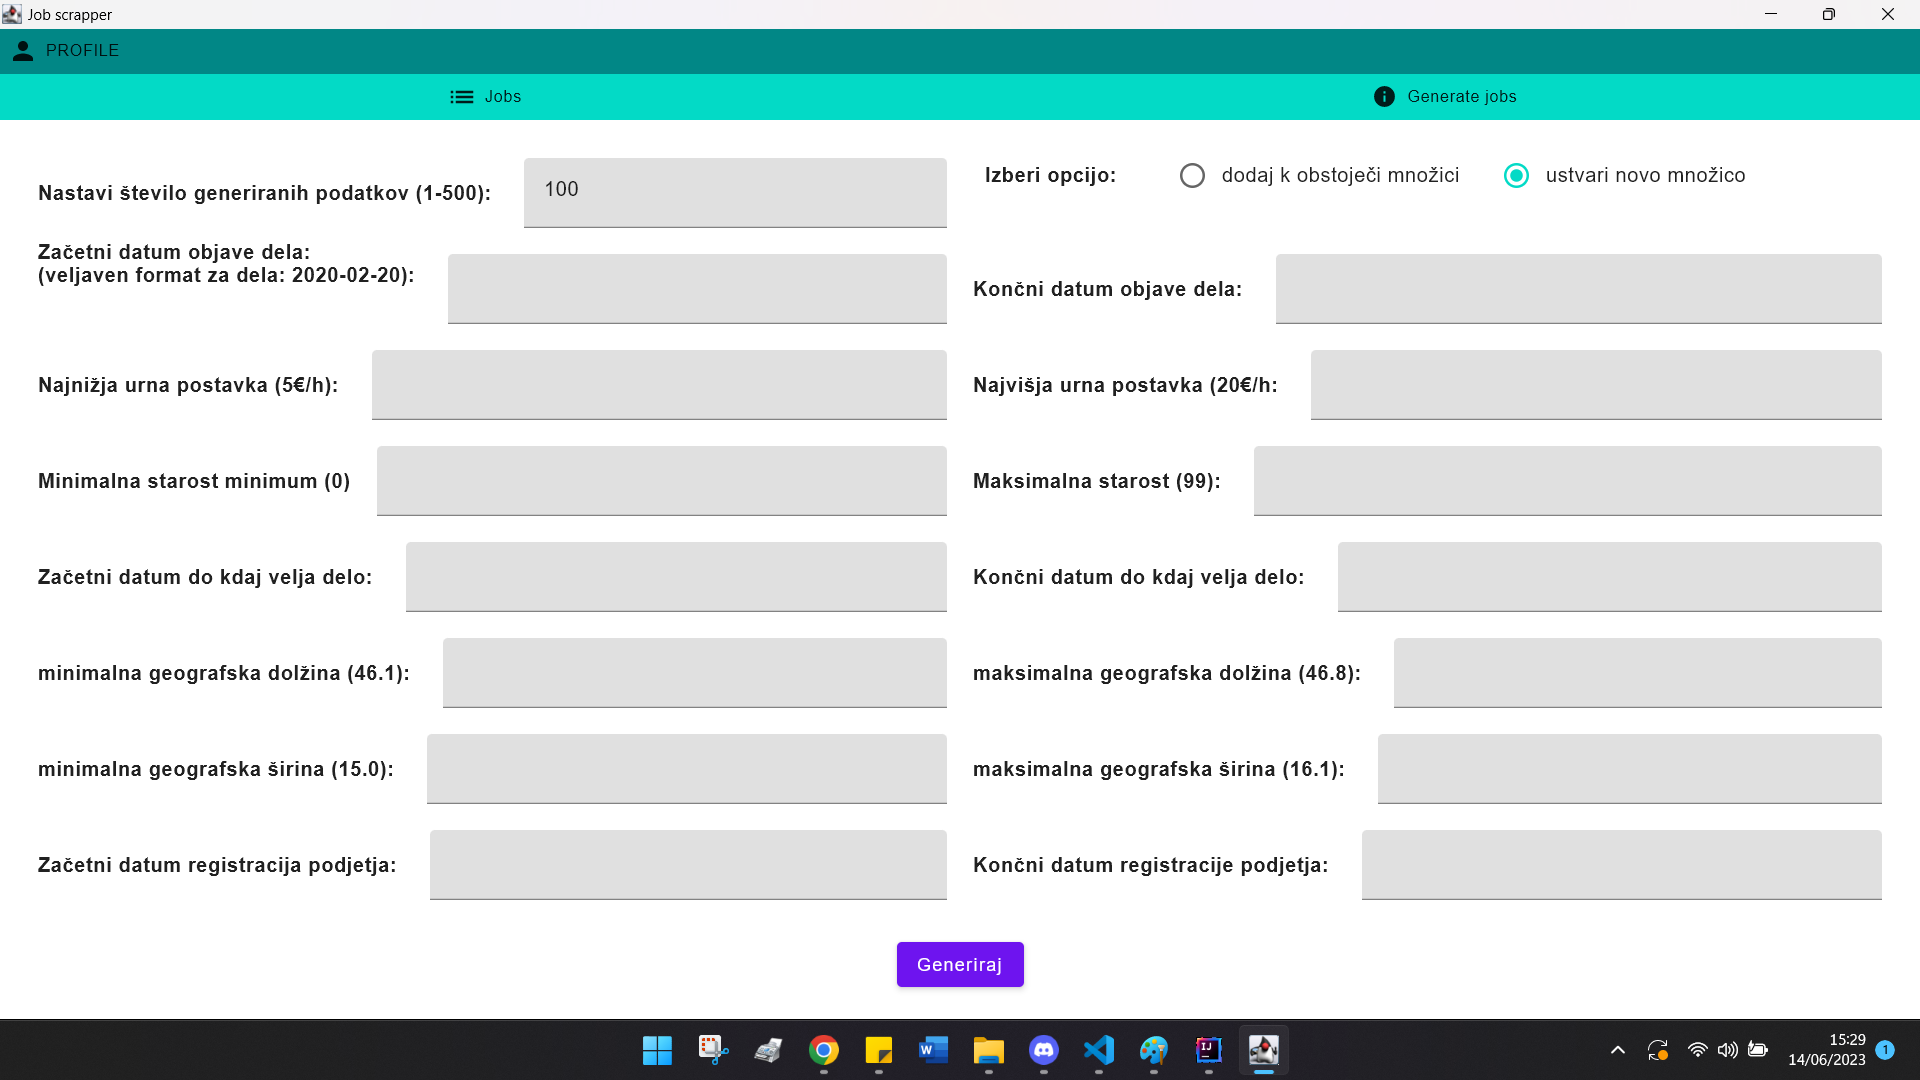 Job scrapper
PROFILE
Jobs
Generate jobs
Nastavi število generiranih podatkov (1-500):
100
Izberi opcijo:
dodaj k obstoječi množici
ustvari novo množico
Začetni datum objave dela:
(veljaven format za dela: 2020-02-20):
Končni datum objave dela:
Najnižja urna postavka (5€/h):
Najvišja urna postavka (20€/h:
Minimalna starost minimum (0)
Maksimalna starost (99):
Začetni datum do kdaj velja delo:
Končni datum do kdaj velja delo:
minimalna geografska dolžina (46.1):
maksimalna geografska dolžina (46.8):
minimalna geografska širina (15.0):
maksimalna geografska širina (16.1):
Začetni datum registracija podjetja:
Končni datum registracije podjetja:
Generiraj
15:29
14/06/2023
1